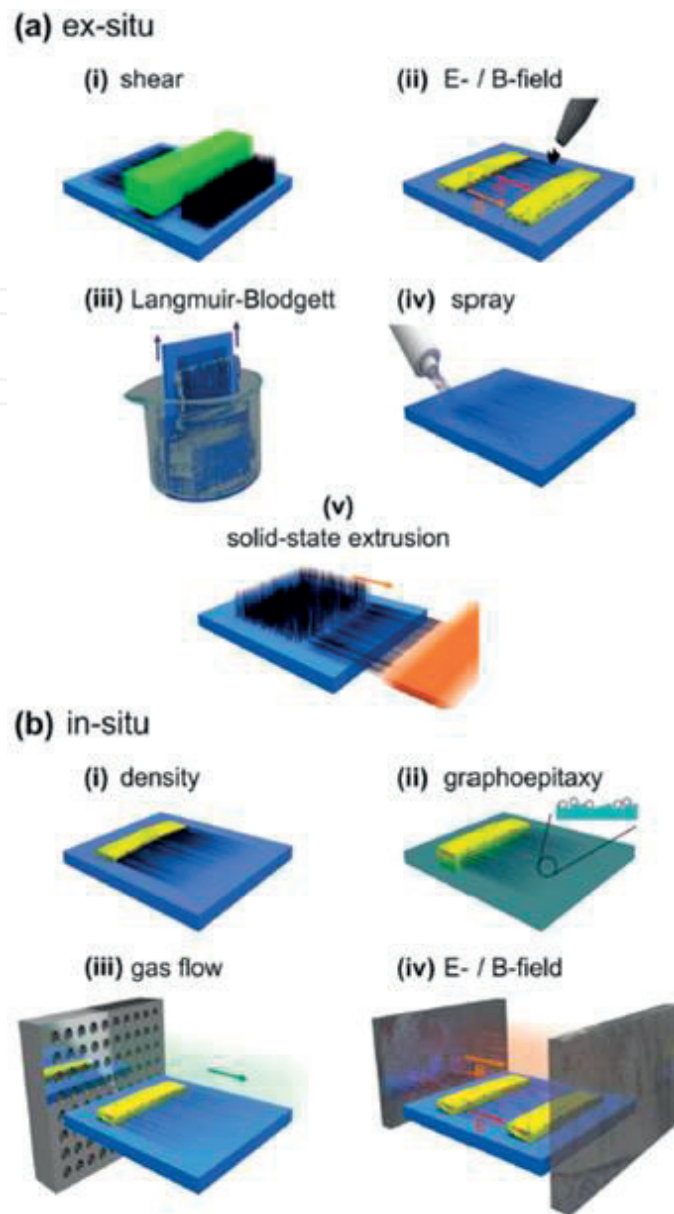 (a) ex-situ
(i) shear
(ii) E- / B-field
(iii) Langmuir-Blodgett
(iv) spray
(v)
solid-state extrusion
(b) in-situ
(i) density
(ii) graphoepitaxy
(iii) gas flow
(iv) E- / B-field